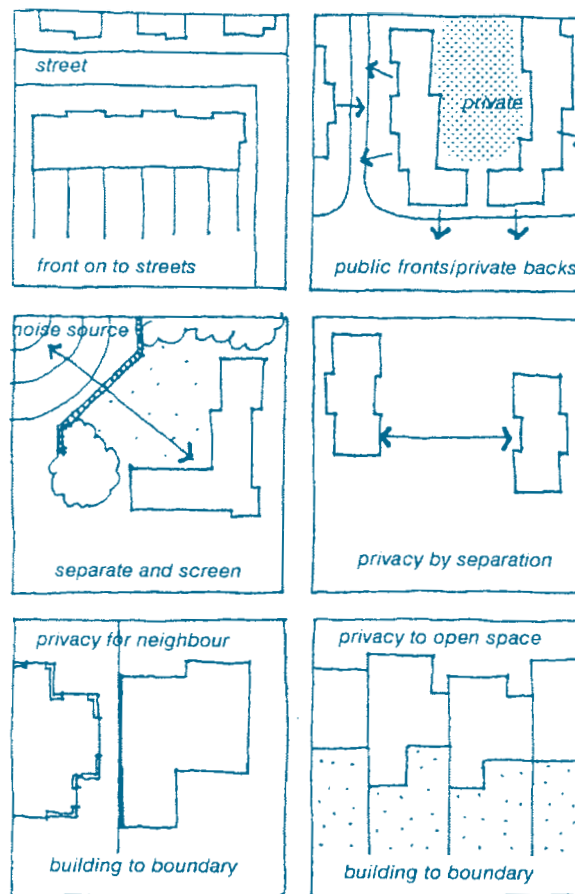 street
front on to streets
private
public fronts/private backs
noise source
separate and screen
privacy by separation
privacy for neighbour
building to boundary
privacy to open space
building to boundary